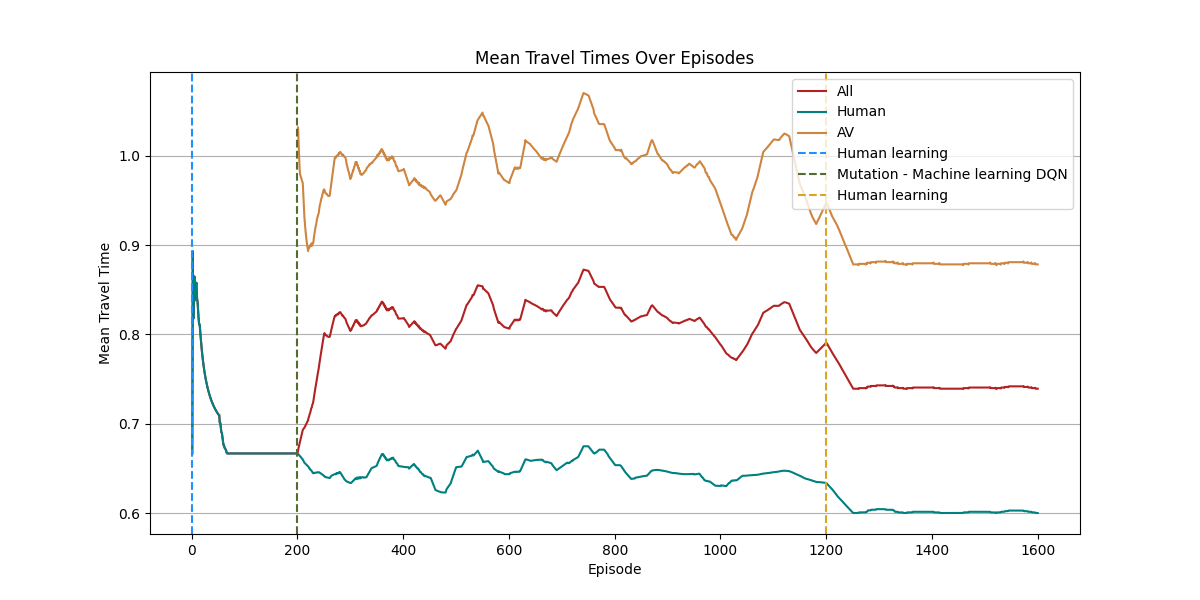 Mean Travel Times Over Episodes
All
Human
AV
Human learning
Mutation - Machine learning DQN
Human learning
Mean Travel Time
1.0
0.9
0.8
0.7
0.6
0 200 400 600 800 1000 1200 1400 1600
Episode